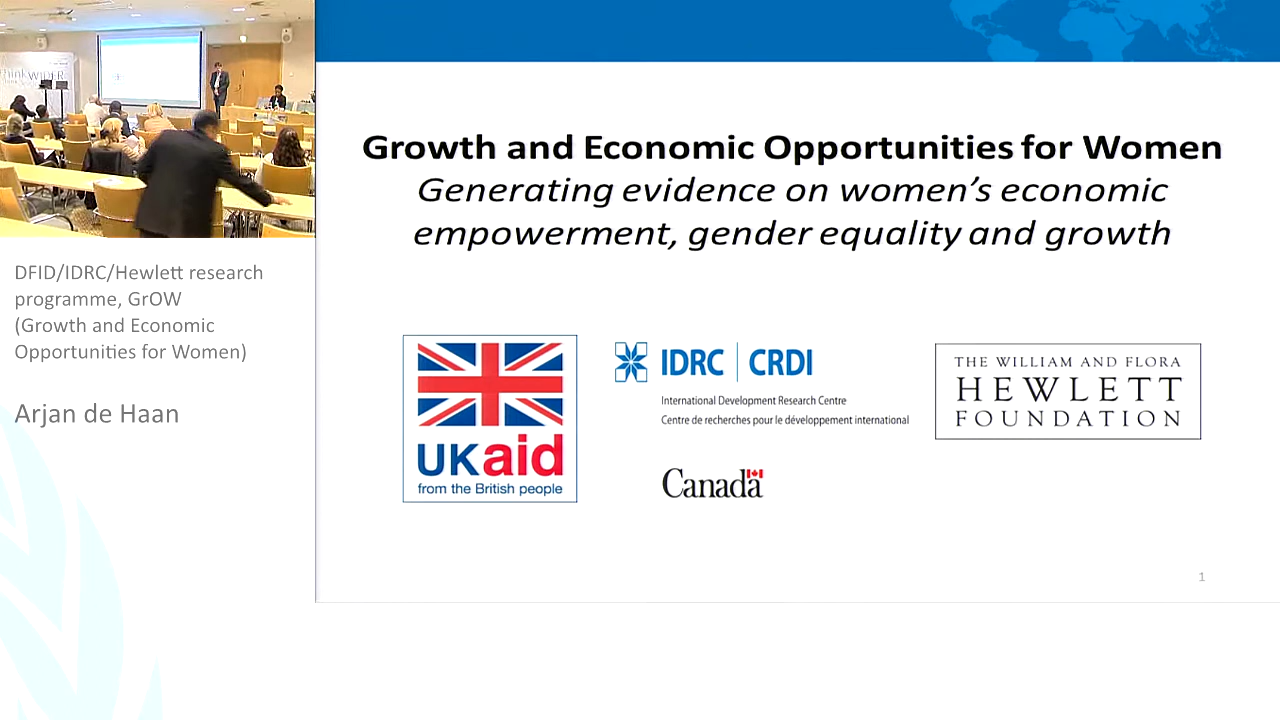 thinkWIDER
DFID/IDRC/Hewlett research
programme, GrOW
(Growth and Economic
Opportunities for Women)
Arjan de Haan
Growth and Economic Opportunities for Women
Generating evidence on women's economic
empowerment, gender equality and growth
UKaid
from the British people
IDRC | CRDI
International Development Research Centre
Centre de recherches pour le développement international
Canada
THE WILLIAM AND FLORA
HEWLETT
FOUNDATION
1